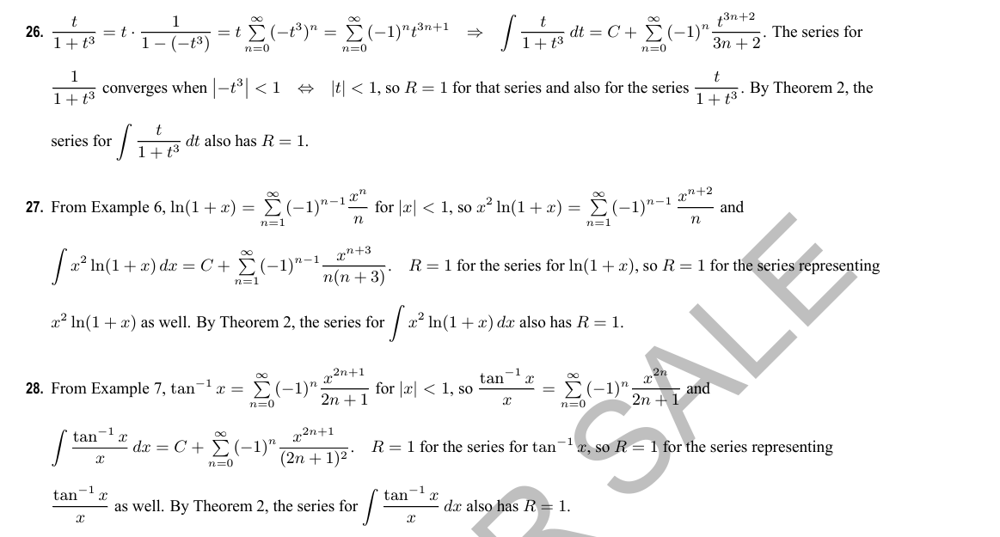 26. \frac{t}{1+t^3} = t \cdot \frac{1}{1-(-t^3)} = t \sum_{n=0}^{\infty} (-t^3)^n = \sum_{n=0}^{\infty} (-1)^n t^{3n+1} ⇒ \int \frac{t}{1+t^3} dt = C + \sum_{n=0}^{\infty} (-1)^n \frac{t^{3n+2}}{3n+2}. The series for
\frac{1}{1+t^3} converges when |-t^3| < 1 ⇔ |t| < 1, so R = 1 for that series and also for the series \frac{t}{1+t^3}. By Theorem 2, the
series for \int \frac{t}{1+t^3} dt also has R = 1.
27. From Example 6, ln(1 + x) = \sum_{n=1}^{\infty} (-1)^{n-1} \frac{x^n}{n} for |x| < 1, so x^2 ln(1 + x) = \sum_{n=1}^{\infty} (-1)^{n-1} \frac{x^{n+2}}{n} and
\int x^2 ln(1 + x) dx = C + \sum_{n=1}^{\infty} (-1)^{n-1} \frac{x^{n+3}}{n(n+3)}. R = 1 for the series for ln(1 + x), so R = 1 for the series representing
x^2 ln(1 + x) as well. By Theorem 2, the series for \int x^2 ln(1 + x) dx also has R = 1.
28. From Example 7, tan^{-1} x = \sum_{n=0}^{\infty} (-1)^n \frac{x^{2n+1}}{2n+1} for |x| < 1, so \frac{tan^{-1} x}{x} = \sum_{n=0}^{\infty} (-1)^n \frac{x^{2n}}{2n+1} and
\int \frac{tan^{-1} x}{x} dx = C + \sum_{n=0}^{\infty} (-1)^n \frac{x^{2n+1}}{(2n+1)^2}. R = 1 for the series for tan^{-1} x, so R = 1 for the series representing
\frac{tan^{-1} x}{x} as well. By Theorem 2, the series for \int \frac{tan^{-1} x}{x} dx also has R = 1.
R SALE